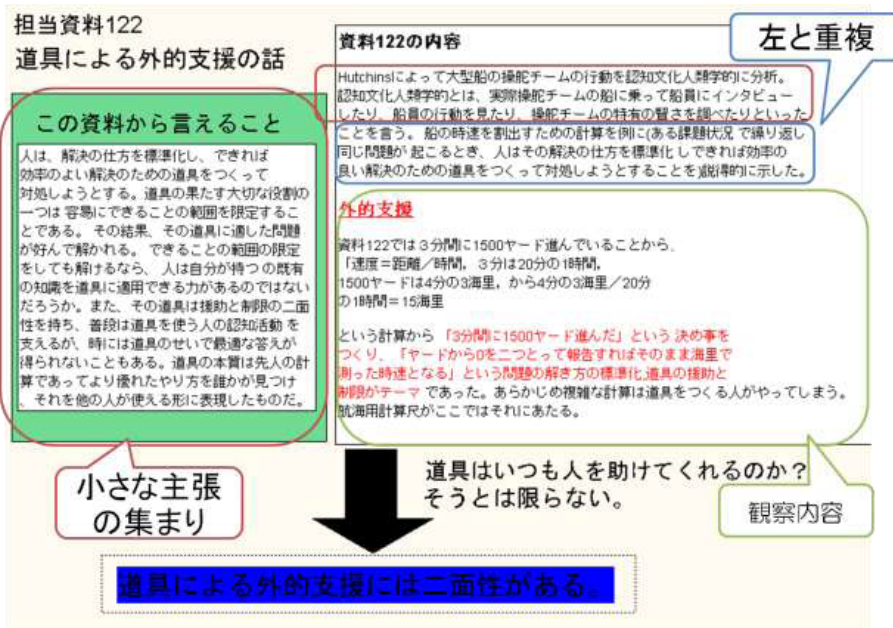 担当資料122
道具による外的支援の話
この資料から言えること
人は、解決の仕方を標準化し、できれば
効率のよい解決のための道具をつくって
対処しようとする。道具の果たす大切な役割の
一つは 容易にできることの範囲を限定するこ
とである。その結果、その道具に適した問題
が好んで解かれる。 できることの範囲の限定
をしても解けるなら、 人は自分が持つ の既有
の知識を道具に適用できる力があるのではない
だろうか。また、その道具は援助と制限の二面
性を持ち、普段は道具を使う人の認知活動 を
支えるが、時には道具のせいで最適な答えが
得られないこともある。道具の本質は先人の計
算であってより優れたやり方を誰かが見つけ
、それを他の人が使える形に表現したものだ。
小さな主張
の集まり
資料122の内容
左と重複
Hutchinsによって大型船の操舵チームの行動を認知文化人類学的に分析。
認知文化人類学的とは、実際操舵チームの船に乗って船員にインタビュー
したり、船員の行動を見たり、操舵チームの特有の賢さを調べたりといった
ことを言う。 船の時速を割出すための計算を例に(ある課題状況 で繰り返し
同じ問題が 起こるとき、人はその解決の仕方を標準化 しできれば効率の
良い解決のための道具をつくって対処しようとすることを)説得的に示した。
外的支援
資料122では３分間に1500ヤード進んでいることから、
「速度＝距離／時間、 ３分は20分の1時間、
1500ヤードは4分の3海里、から4分の3海里／20分
の1時間＝15海里
という計算から 「3分間に1500ヤード進んだ」という 決め事を
つくり、「ヤードから0を二つとって報告すればそのまま海里で
測った時速となる」という問題の解き方の標準化,道具の援助と
制限がテーマ であった。あらかじめ複雑な計算は道具をつくる人がやってしまう。
航海用計算尺がここではそれにあたる。
観察内容
道具はいつも人を助けてくれるのか？
そうとは限らない。
道具による外的支援には二面性がある。